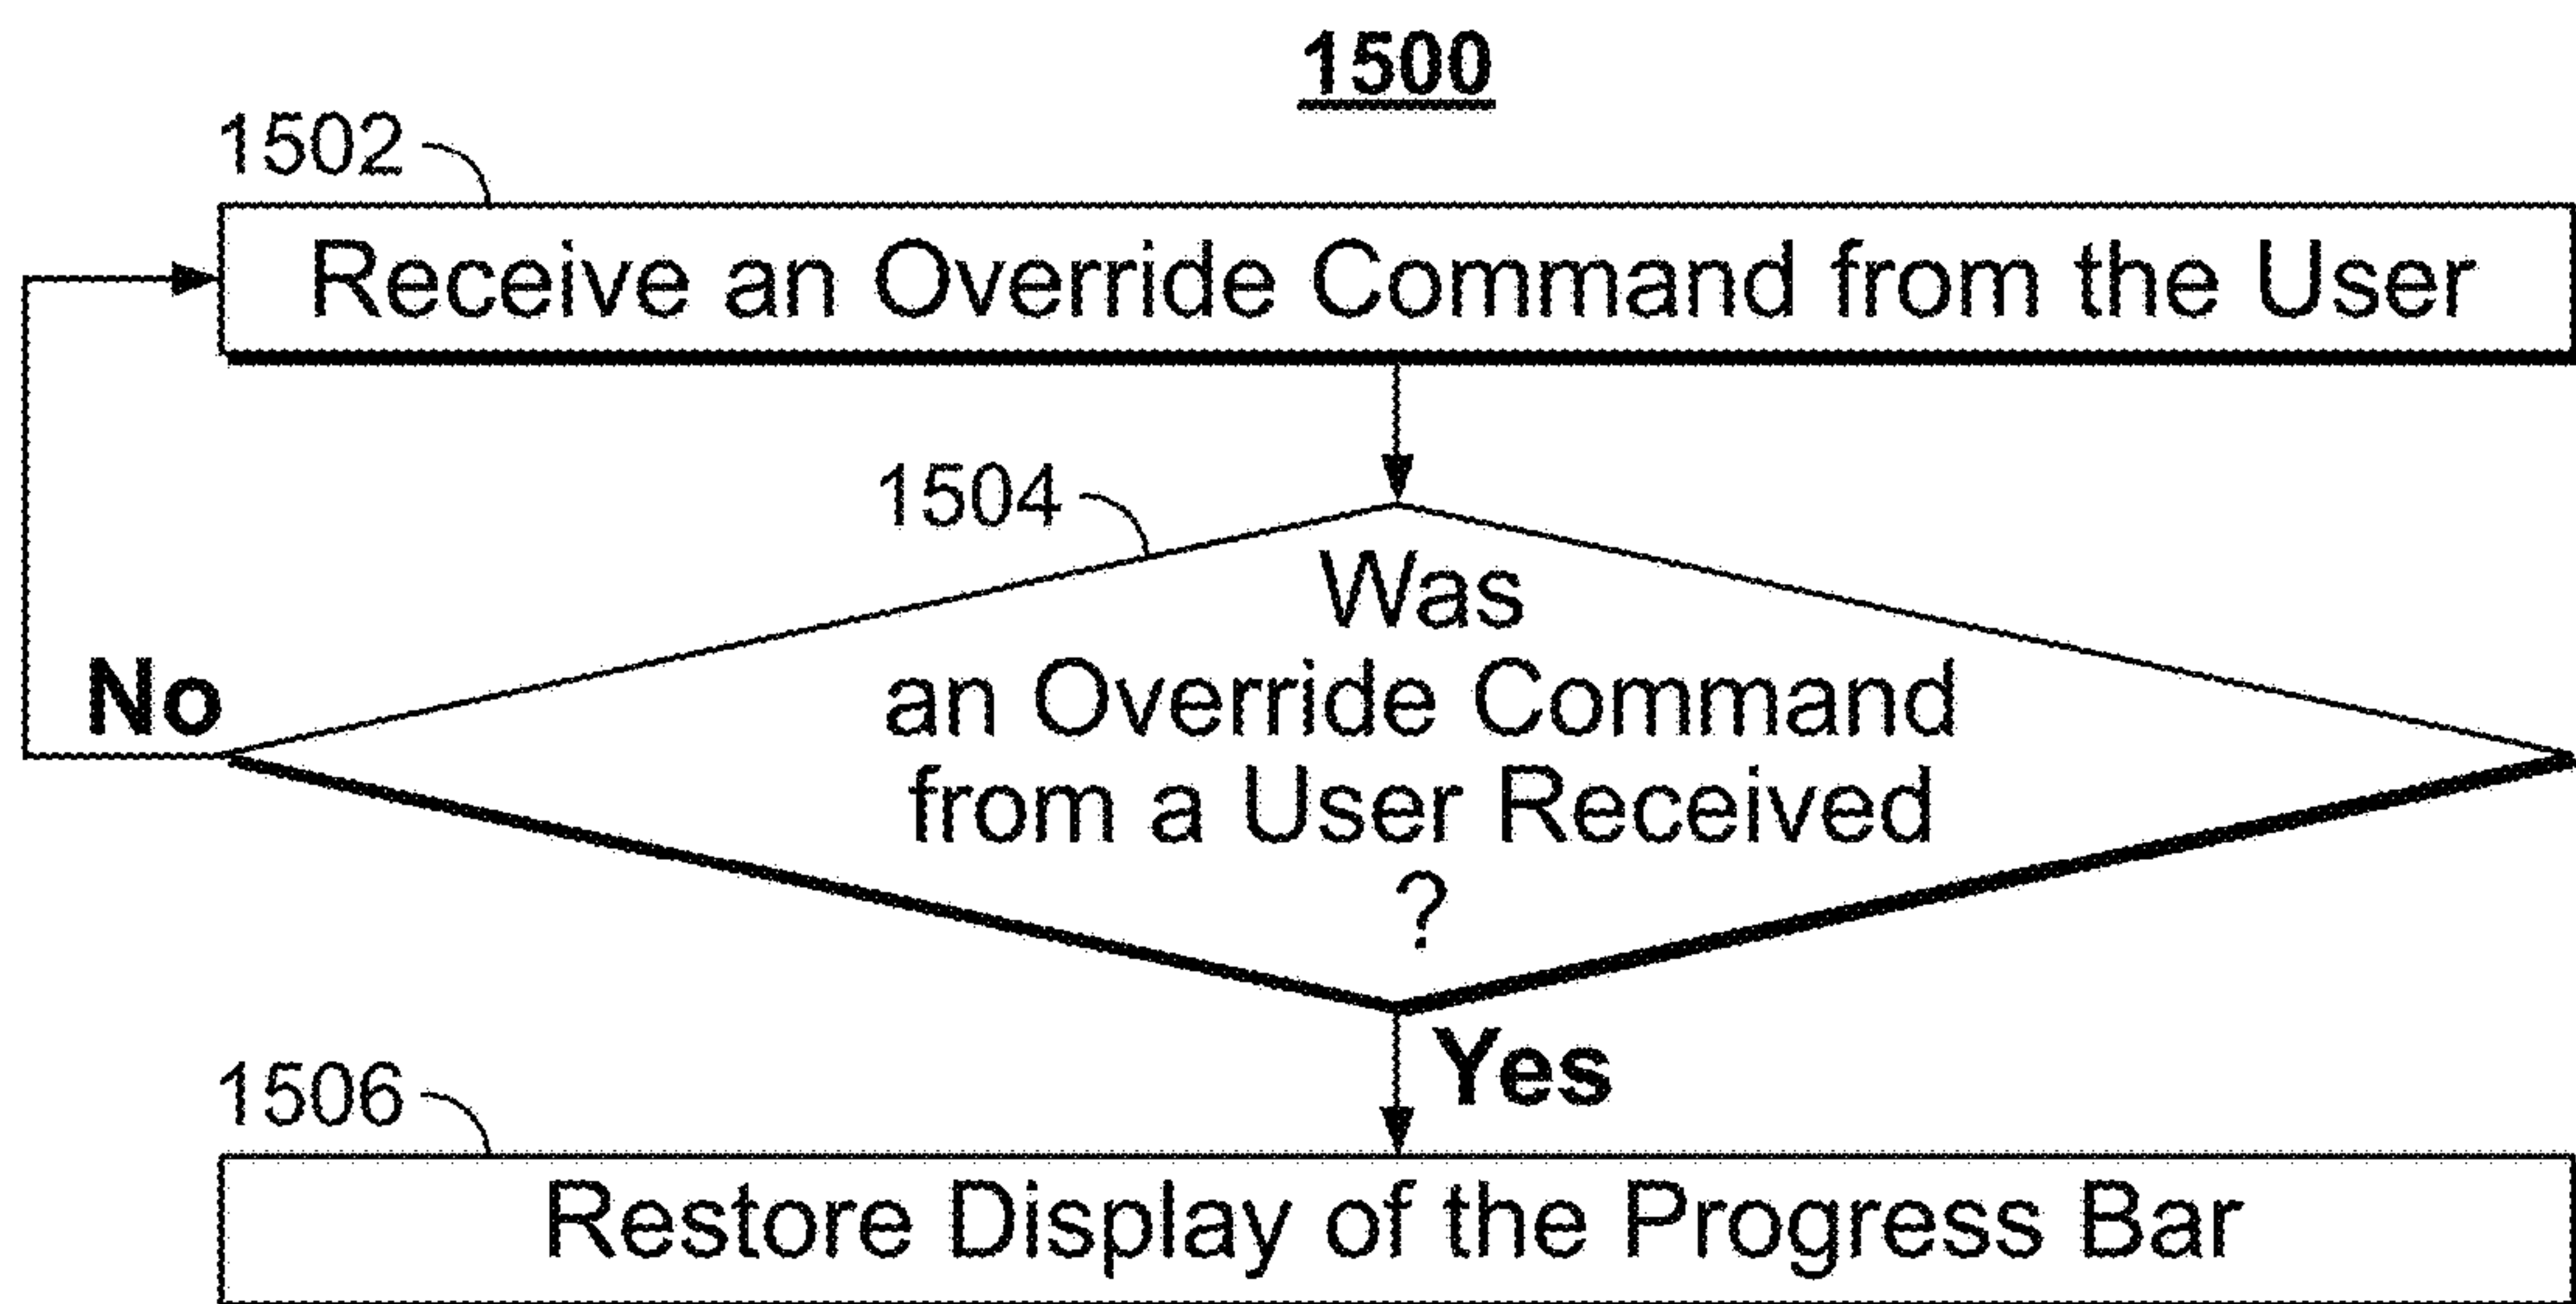 1500
1502
Receive an Override Command from the User
1504
Was
an Override Command
from a User Received
?
No
Yes
1506
Restore Display of the Progress Bar